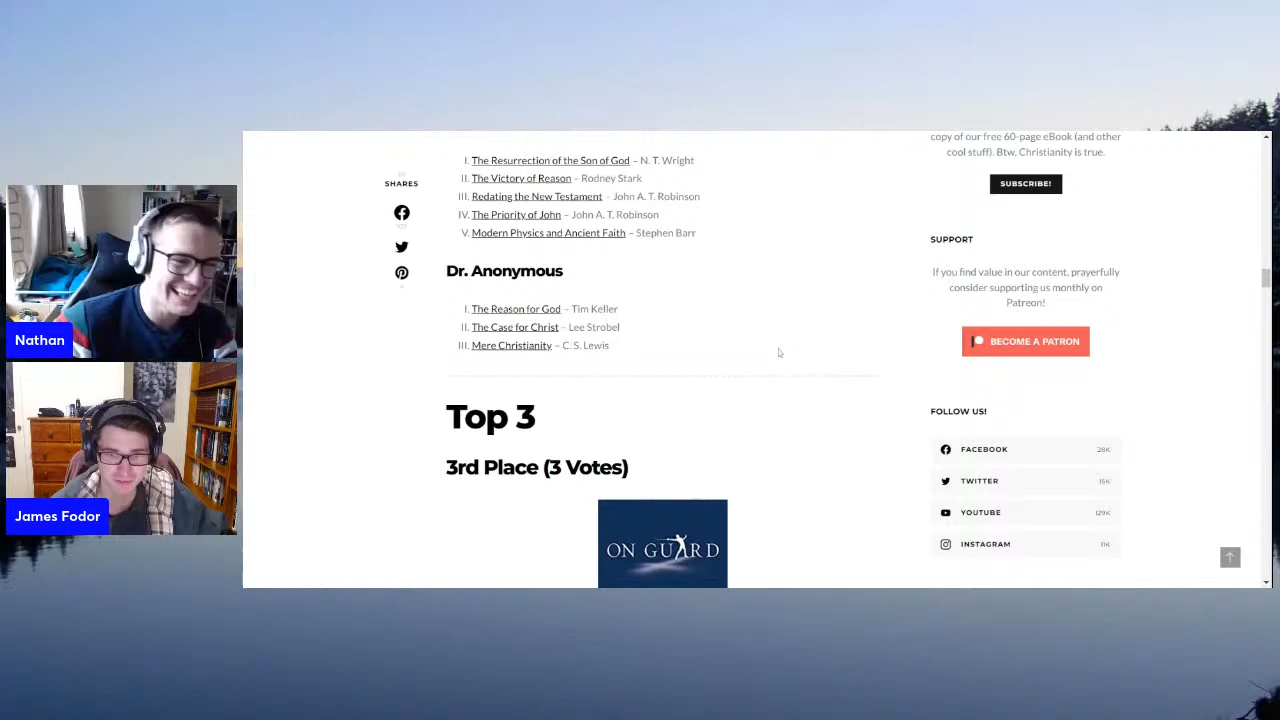 copy of our free 60-page eBook (and other
cool stuff). Btw, Christianity is true.
SUBSCRIBE!
SHARES
I. The Resurrection of the Son of God – N. T. Wright
II. The Victory of Reason – Rodney Stark
III. Redating the New Testament – John A. T. Robinson
IV. The Priority of John – John A. T. Robinson
V. Modern Physics and Ancient Faith – Stephen Barr
Dr. Anonymous
I. The Reason for God – Tim Keller
II. The Case for Christ – Lee Strobel
III. Mere Christianity – C. S. Lewis
Top 3
3rd Place (3 Votes)
ON GUARD
SUPPORT
If you find value in our content, prayerfully
consider supporting us monthly on
Patreon!
BECOME A PATRON
FOLLOW US!
FACEBOOK 28K
TWITTER 15K
YOUTUBE 129K
INSTAGRAM 11K
Nathan
James Fodor